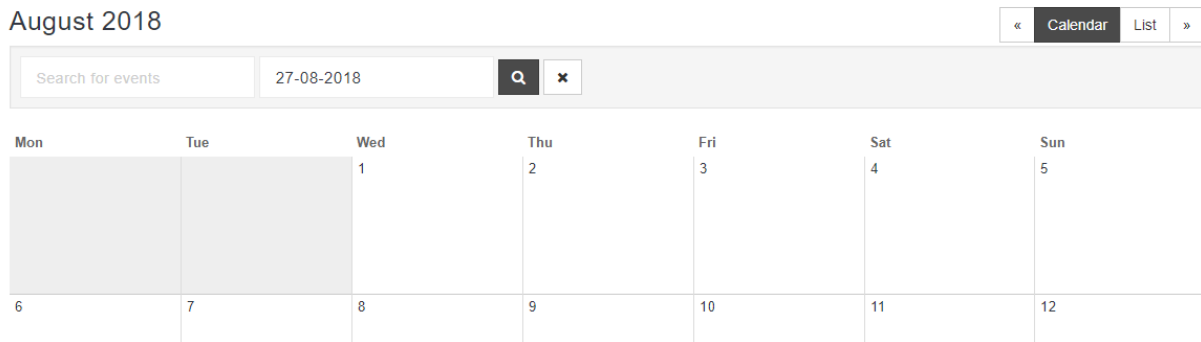 August 2018
« Calendar List »
Search for events 27-08-2018
Mon Tue Wed Thu Fri Sat Sun
1 2 3 4 5
6 7 8 9 10 11 12